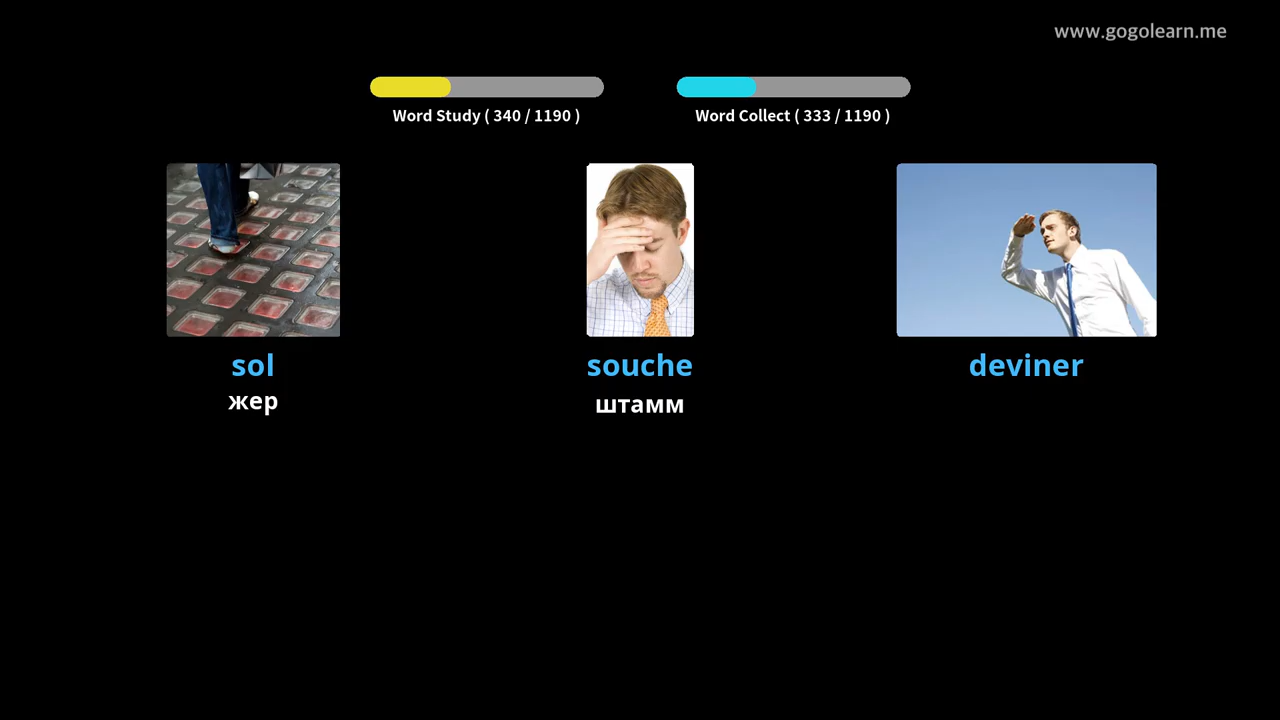 www.gogolearn.me
Word Study ( 340 / 1190 )
Word Collect ( 333 / 1190 )
sol
souche
deviner
жер
штамм